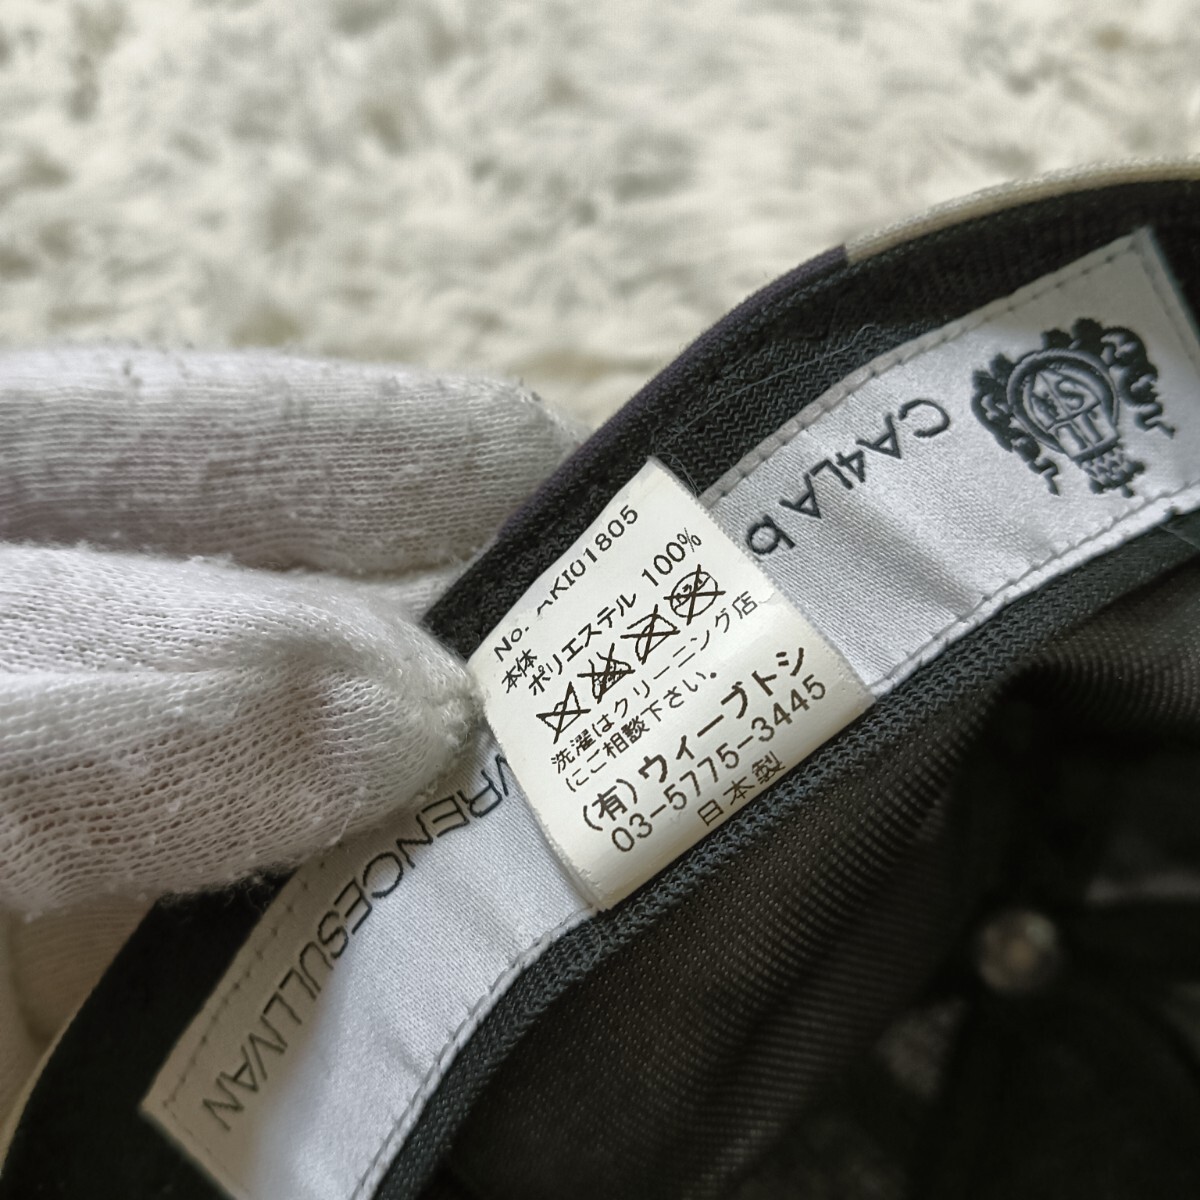 No. AKI01805
本体
ポリエステル 100%
洗濯はクリーニング店
にご相談下さい。
(有)ウィーブトシ
03-5775-3445
日本製
CA4LA b
WRENCESULLIVAN